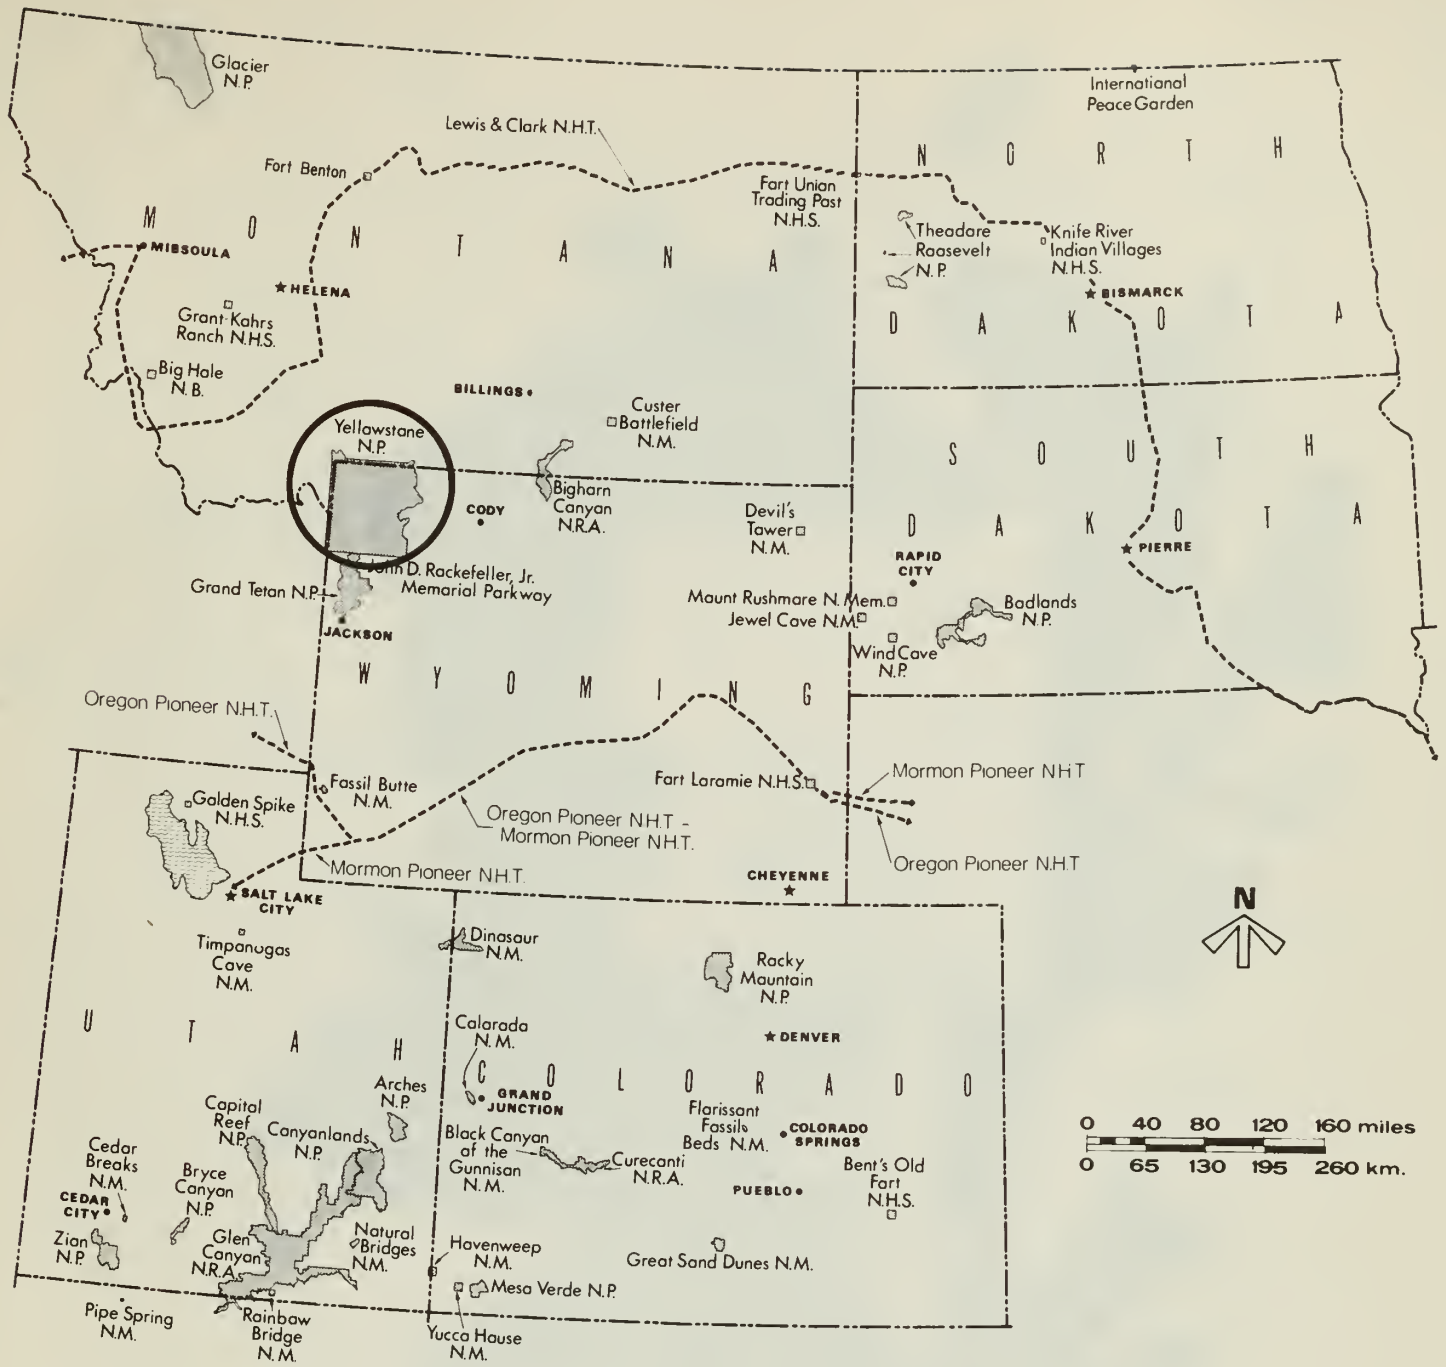 Glacier
N.P.
International
Peace Garden
Lewis & Clark N.H.T.
N O R T H
Fort Benton
Fort Union
Trading Post
N.H.S.
M O N T A N A
Theodore
Roosevelt
N.P.
Knife River
Indian Villages
N.H.S.
MISSOULA
HELENA
BISMARCK
Grant-Kohrs
Ranch N.H.S.
D A K O T A
Big Hole
N.B.
BILLINGS
Custer
Battlefield
N.M.
Yellowstone
N.P.
S O U T H
Bighorn
Canyon
N.R.A.
CODY
Devil's
Tower
N.M.
D A K O T A
PIERRE
RAPID
CITY
John D. Rockefeller, Jr.
Memorial Parkway
Grand Teton N.P.
Mount Rushmore N. Mem.
Jewel Cave N.M.
Badlands
N.P.
JACKSON
Wind Cave
N.P.
W Y O M I N G
Oregon Pioneer N.H.T.
Fossil Butte
N.M.
Fort Laramie N.H.S.
Mormon Pioneer N.H.T
Golden Spike
N.H.S.
Oregon Pioneer N.H.T -
Mormon Pioneer N.H.T.
Oregon Pioneer N.H.T
Mormon Pioneer N.H.T.
CHEYENNE
SALT LAKE
CITY
N
Timpanogas
Cave
N.M.
Dinosaur
N.M.
Rocky
Mountain
N.P.
U T A H
Colorado
N.M.
DENVER
C O L O R A D O
Arches
N.P.
GRAND
JUNCTION
Capitol
Reef
N.P.
Canyonlands
N.P.
Florissant
Fossils
Beds N.M.
COLORADO
SPRINGS
0 40 80 120 160 miles
0 65 130 195 260 km.
Cedar
Breaks
N.M.
Bryce
Canyon
N.P.
Black Canyon
of the
Gunnison
N.M.
Curecanti
N.R.A.
Bent's Old
Fort
N.H.S.
PUEBLO
CEDAR
CITY
Zion
N.P.
Glen
Canyon
N.R.A.
Natural
Bridges
N.M.
Hovenweep
N.M.
Great Sand Dunes N.M.
Mesa Verde N.P.
Pipe Spring
N.M.
Rainbow
Bridge
N.M.
Yucca House
N.M.